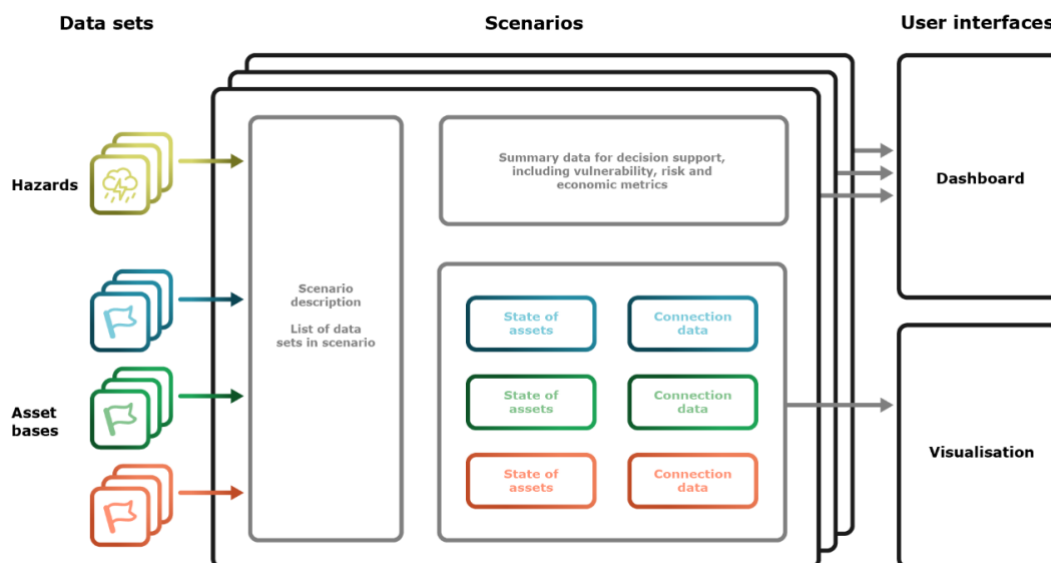 Data sets
Scenarios
User interfaces
Hazards
Asset
bases
Scenario
description
List of data
sets in scenario
Summary data for decision support,
including vulnerability, risk and
economic metrics
State of
assets
Connection
data
State of
assets
Connection
data
State of
assets
Connection
data
Dashboard
Visualisation